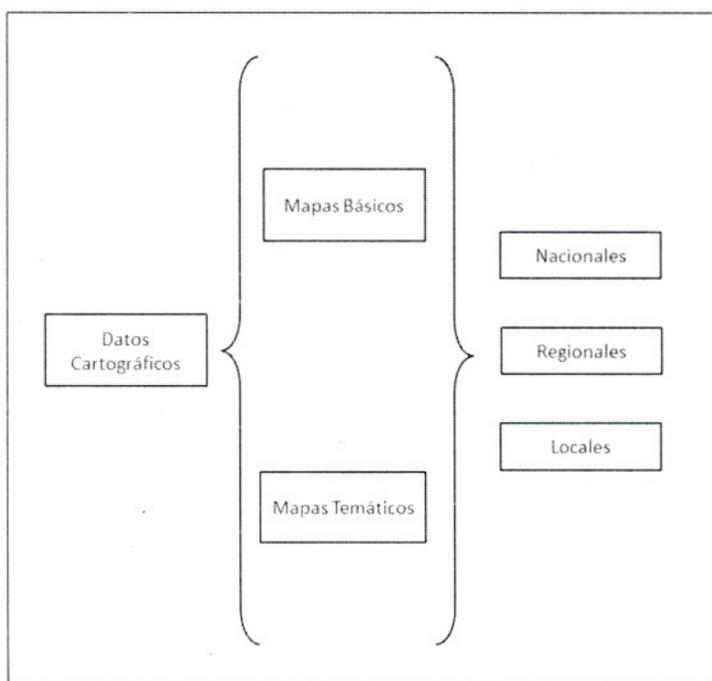 Datos
Cartográficos
Mapas Básicos
Mapas Temáticos
Nacionales
Regionales
Locales